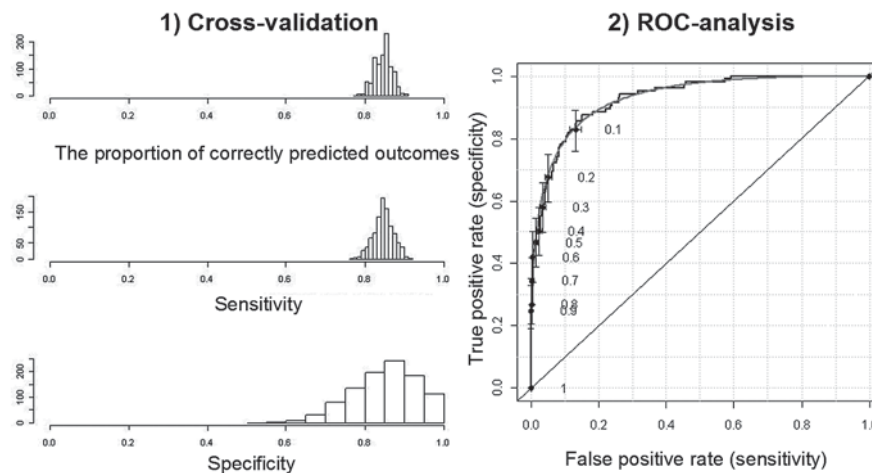 1) Cross-validation
0 50 100 200
0.0 0.2 0.4 0.6 0.8 1.0
The proportion of correctly predicted outcomes
0 50 150
0.0 0.2 0.4 0.6 0.8 1.0
Sensitivity
0 100 200
0.0 0.2 0.4 0.6 0.8 1.0
Specificity
2) ROC-analysis
True positive rate (specificity)
1.0
0.8
0.6
0.4
0.2
0.0
0.1
0.2
0.3
0.4
0.5
0.6
0.7
0.8
0.9
1
0.0 0.2 0.4 0.6 0.8 1.0
False positive rate (sensitivity)